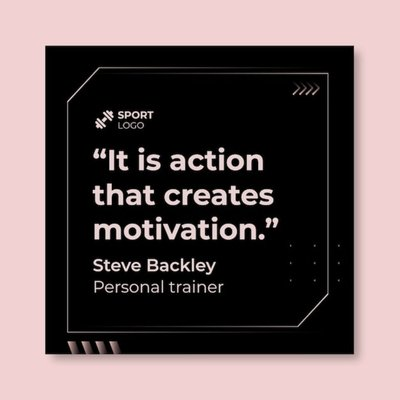 SPORT
LOGO
“It is action
that creates
motivation.”
Steve Backley
Personal trainer